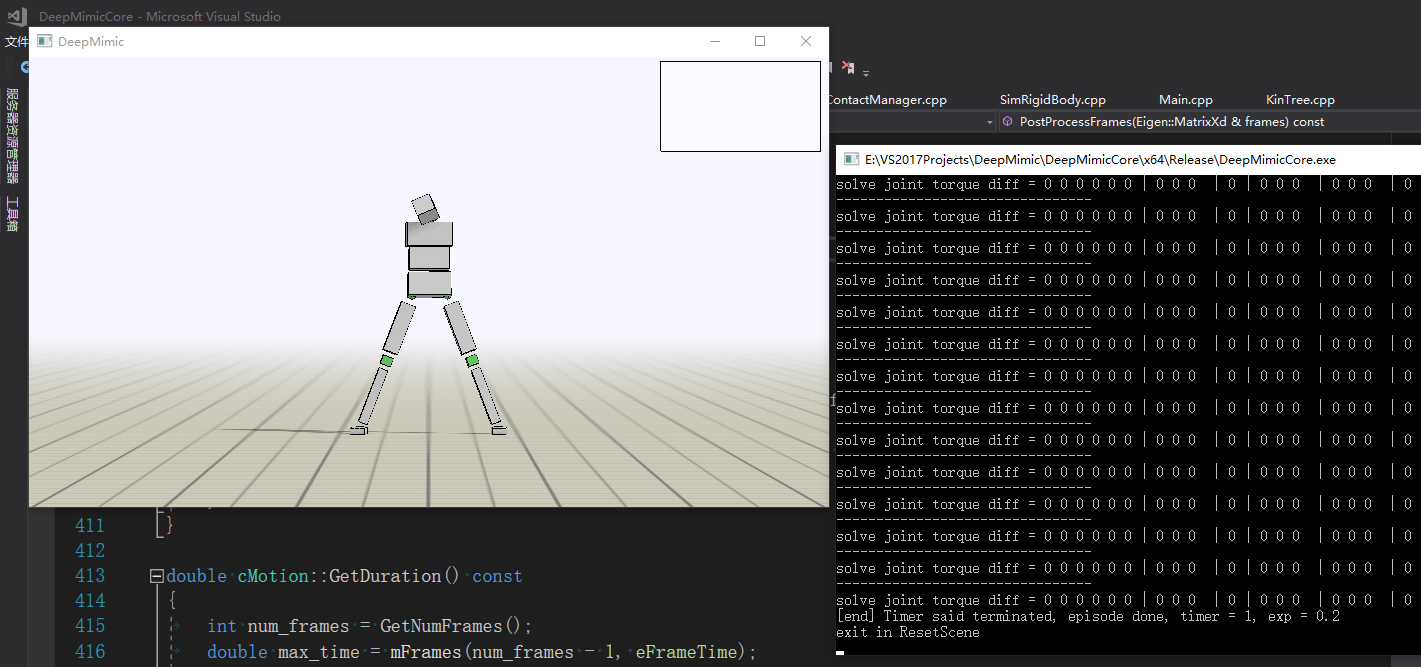 DeepMimicCore - Microsoft Visual Studio
文件
DeepMimic
服务器资源管理器
工具箱
ContactManager.cpp SimRigidBody.cpp Main.cpp KinTree.cpp
PostProcessFrames(Eigen::MatrixXd & frames) const
E:\VS2017Projects\DeepMimic\DeepMimicCore\x64\Release\DeepMimicCore.exe
solve joint torque diff = 0 0 0 0 0 0 | 0 0 0 | 0 | 0 0 0 | 0 0 0 | 0
--------------------------------
solve joint torque diff = 0 0 0 0 0 0 | 0 0 0 | 0 | 0 0 0 | 0 0 0 | 0
--------------------------------
solve joint torque diff = 0 0 0 0 0 0 | 0 0 0 | 0 | 0 0 0 | 0 0 0 | 0
--------------------------------
solve joint torque diff = 0 0 0 0 0 0 | 0 0 0 | 0 | 0 0 0 | 0 0 0 | 0
--------------------------------
solve joint torque diff = 0 0 0 0 0 0 | 0 0 0 | 0 | 0 0 0 | 0 0 0 | 0
--------------------------------
solve joint torque diff = 0 0 0 0 0 0 | 0 0 0 | 0 | 0 0 0 | 0 0 0 | 0
--------------------------------
solve joint torque diff = 0 0 0 0 0 0 | 0 0 0 | 0 | 0 0 0 | 0 0 0 | 0
--------------------------------
solve joint torque diff = 0 0 0 0 0 0 | 0 0 0 | 0 | 0 0 0 | 0 0 0 | 0
--------------------------------
solve joint torque diff = 0 0 0 0 0 0 | 0 0 0 | 0 | 0 0 0 | 0 0 0 | 0
--------------------------------
solve joint torque diff = 0 0 0 0 0 0 | 0 0 0 | 0 | 0 0 0 | 0 0 0 | 0
--------------------------------
solve joint torque diff = 0 0 0 0 0 0 | 0 0 0 | 0 | 0 0 0 | 0 0 0 | 0
--------------------------------
solve joint torque diff = 0 0 0 0 0 0 | 0 0 0 | 0 | 0 0 0 | 0 0 0 | 0
--------------------------------
solve joint torque diff = 0 0 0 0 0 0 | 0 0 0 | 0 | 0 0 0 | 0 0 0 | 0
--------------------------------
solve joint torque diff = 0 0 0 0 0 0 | 0 0 0 | 0 | 0 0 0 | 0 0 0 | 0
[end] Timer said terminated, episode done, timer = 1, exp = 0.2
exit in ResetScene
411 }
412
413 double cMotion::GetDuration() const
414 {
415 int num_frames = GetNumFrames();
416 double max_time = mFrames(num_frames - 1, eFrameTime);